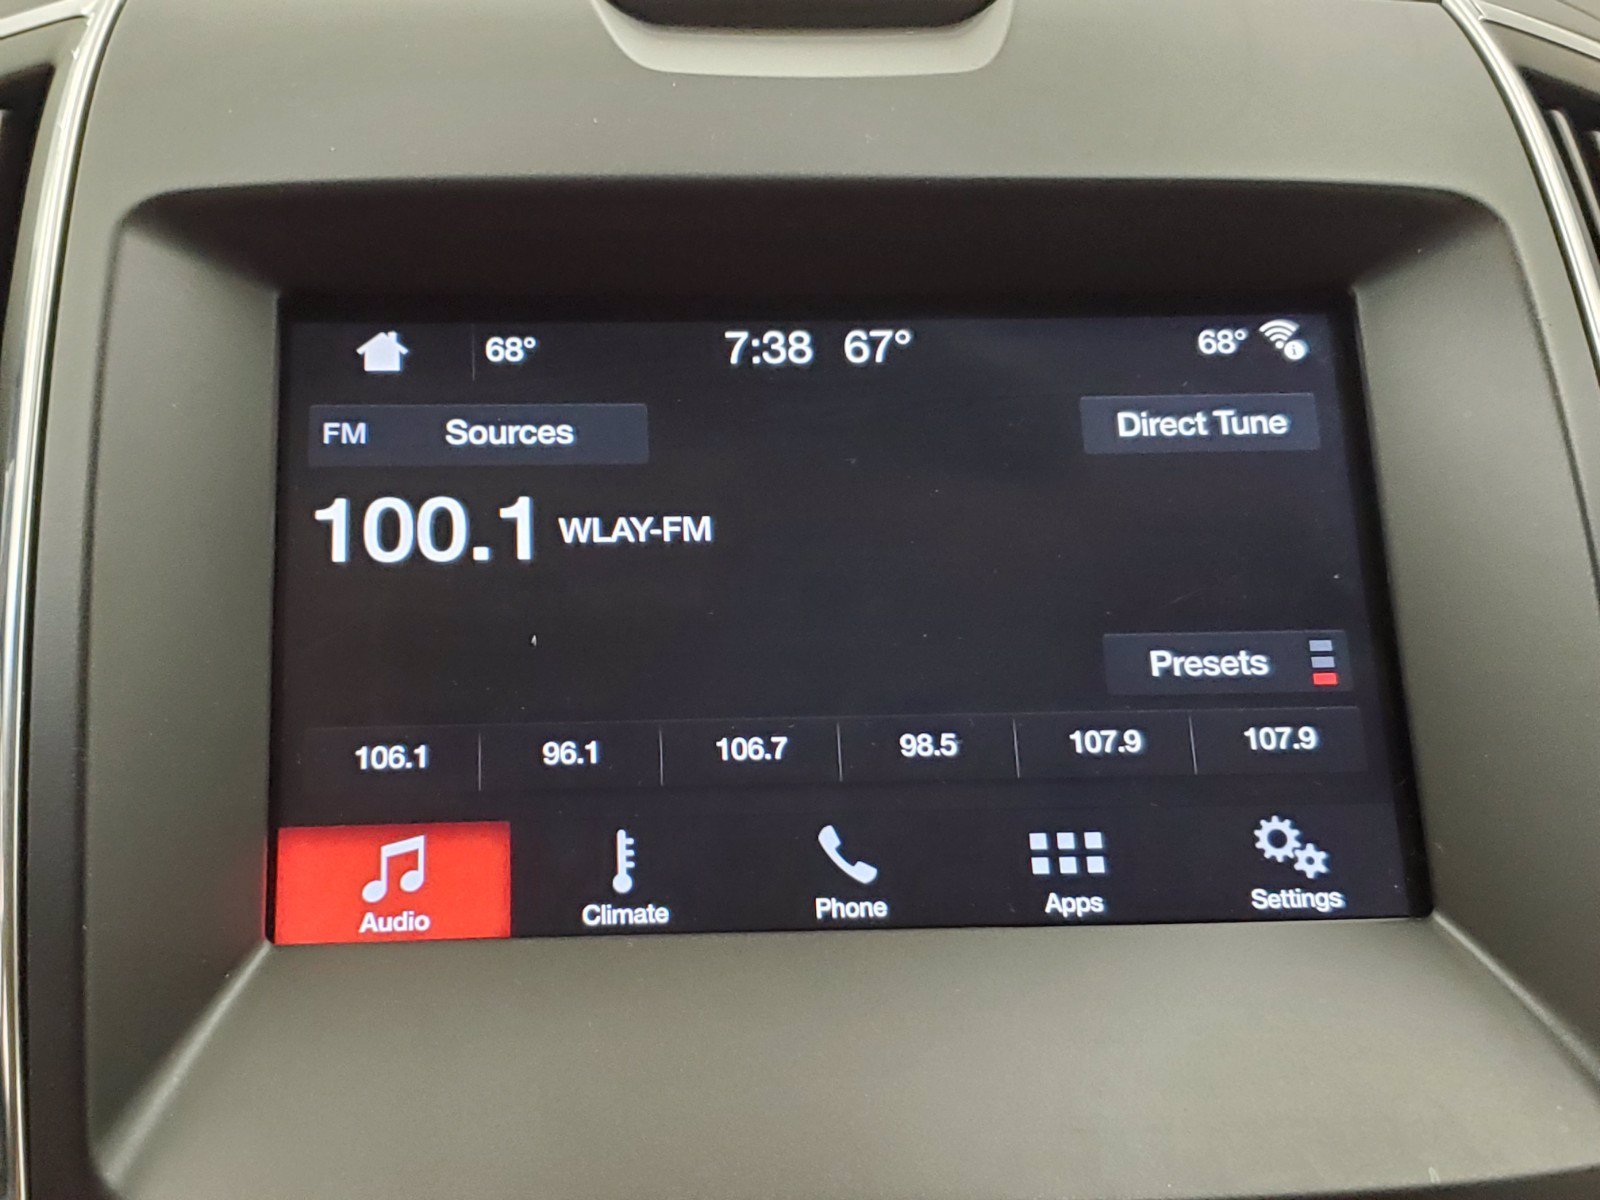 68° 7:38 67° 68°
FM Sources Direct Tune
100.1 WLAY-FM
Presets
106.1 96.1 106.7 98.5 107.9 107.9
Audio Climate Phone Apps Settings